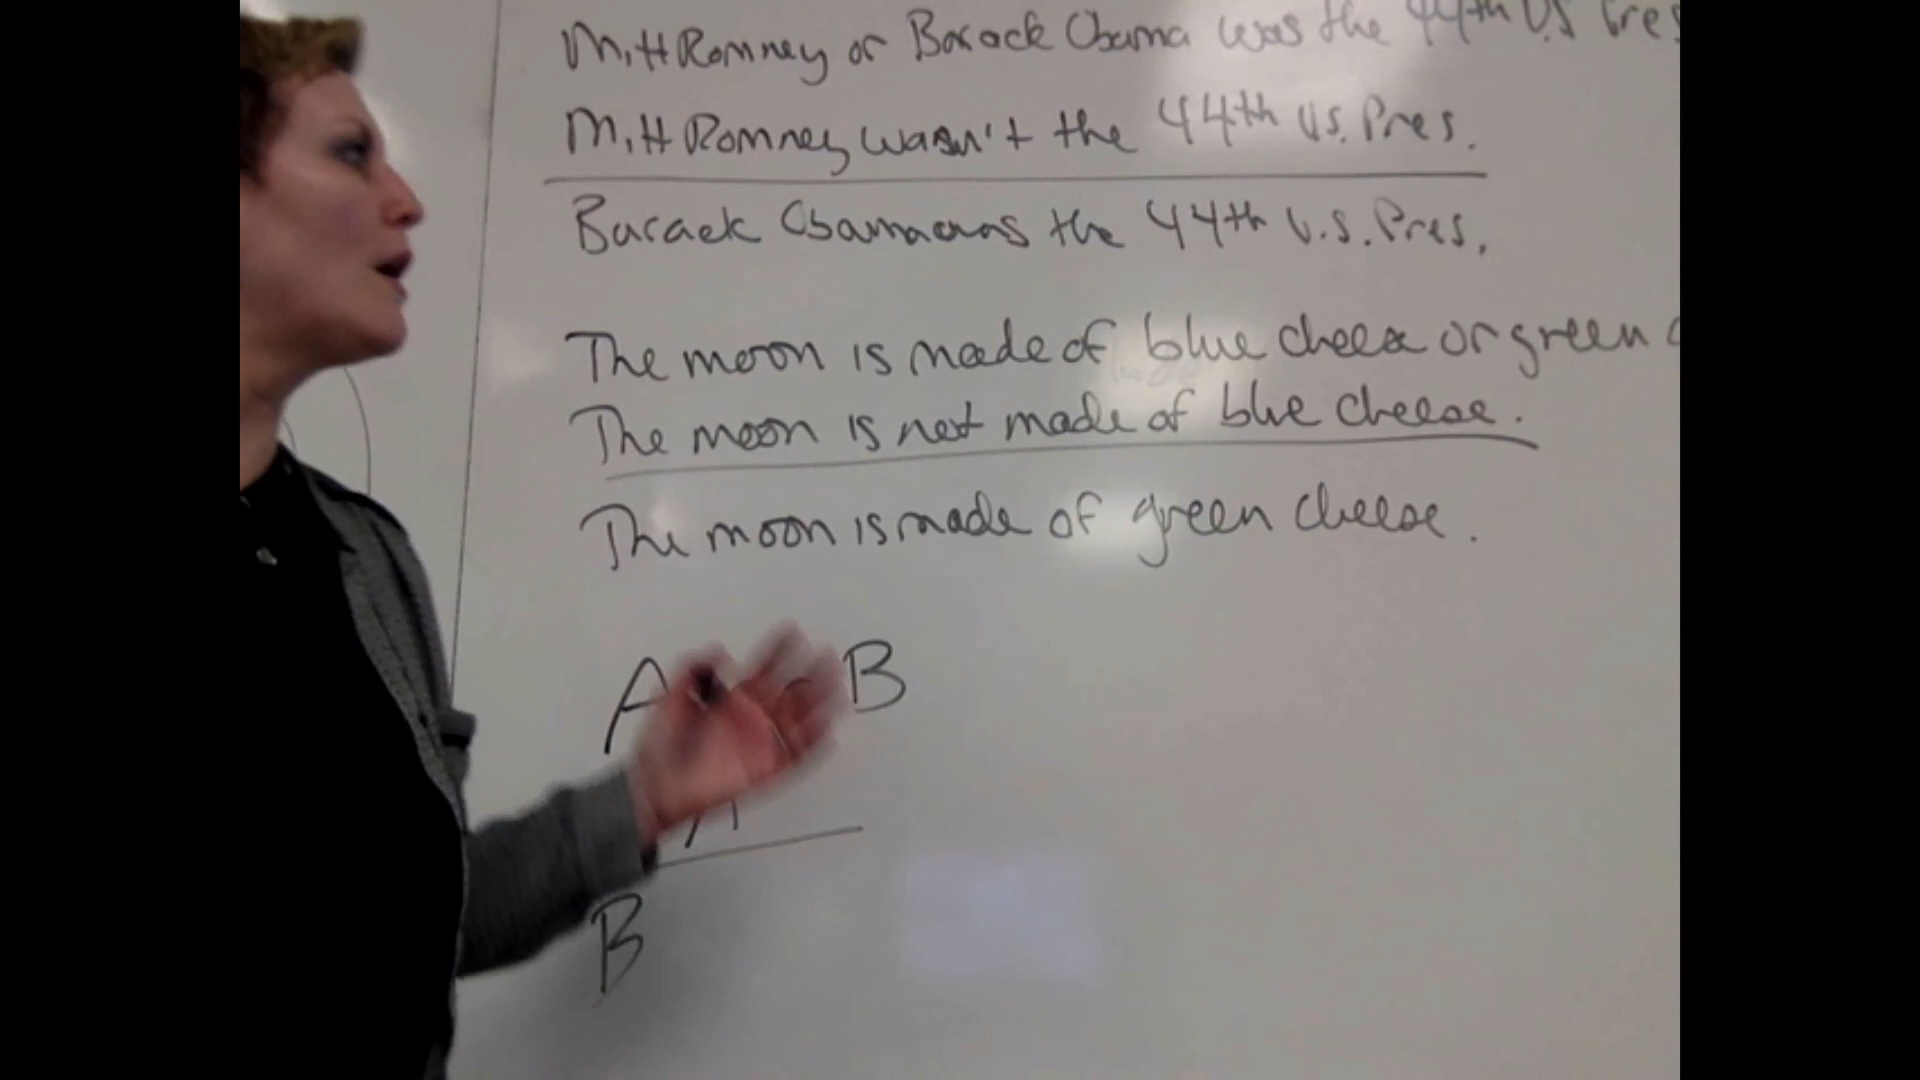 Mitt Romney or Barack Obama was the 44th U.S Pres
Mitt Romney wasn't the 44th U.S. Pres.
Barack Obama was the 44th U.S. Pres.
The moon is made of blue cheese or green
The moon is not made of blue cheese.
The moon is made of green cheese.
A B
B